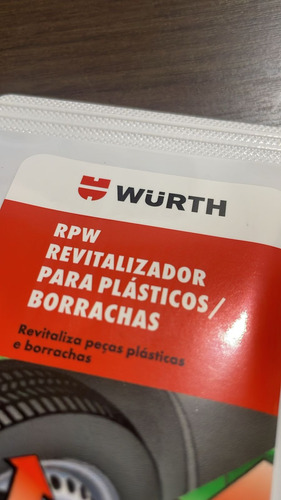 WÜRTH
RPW
REVITALIZADOR
PARA PLÁSTICOS/
BORRACHAS
Revitaliza peças plásticas
e borrachas